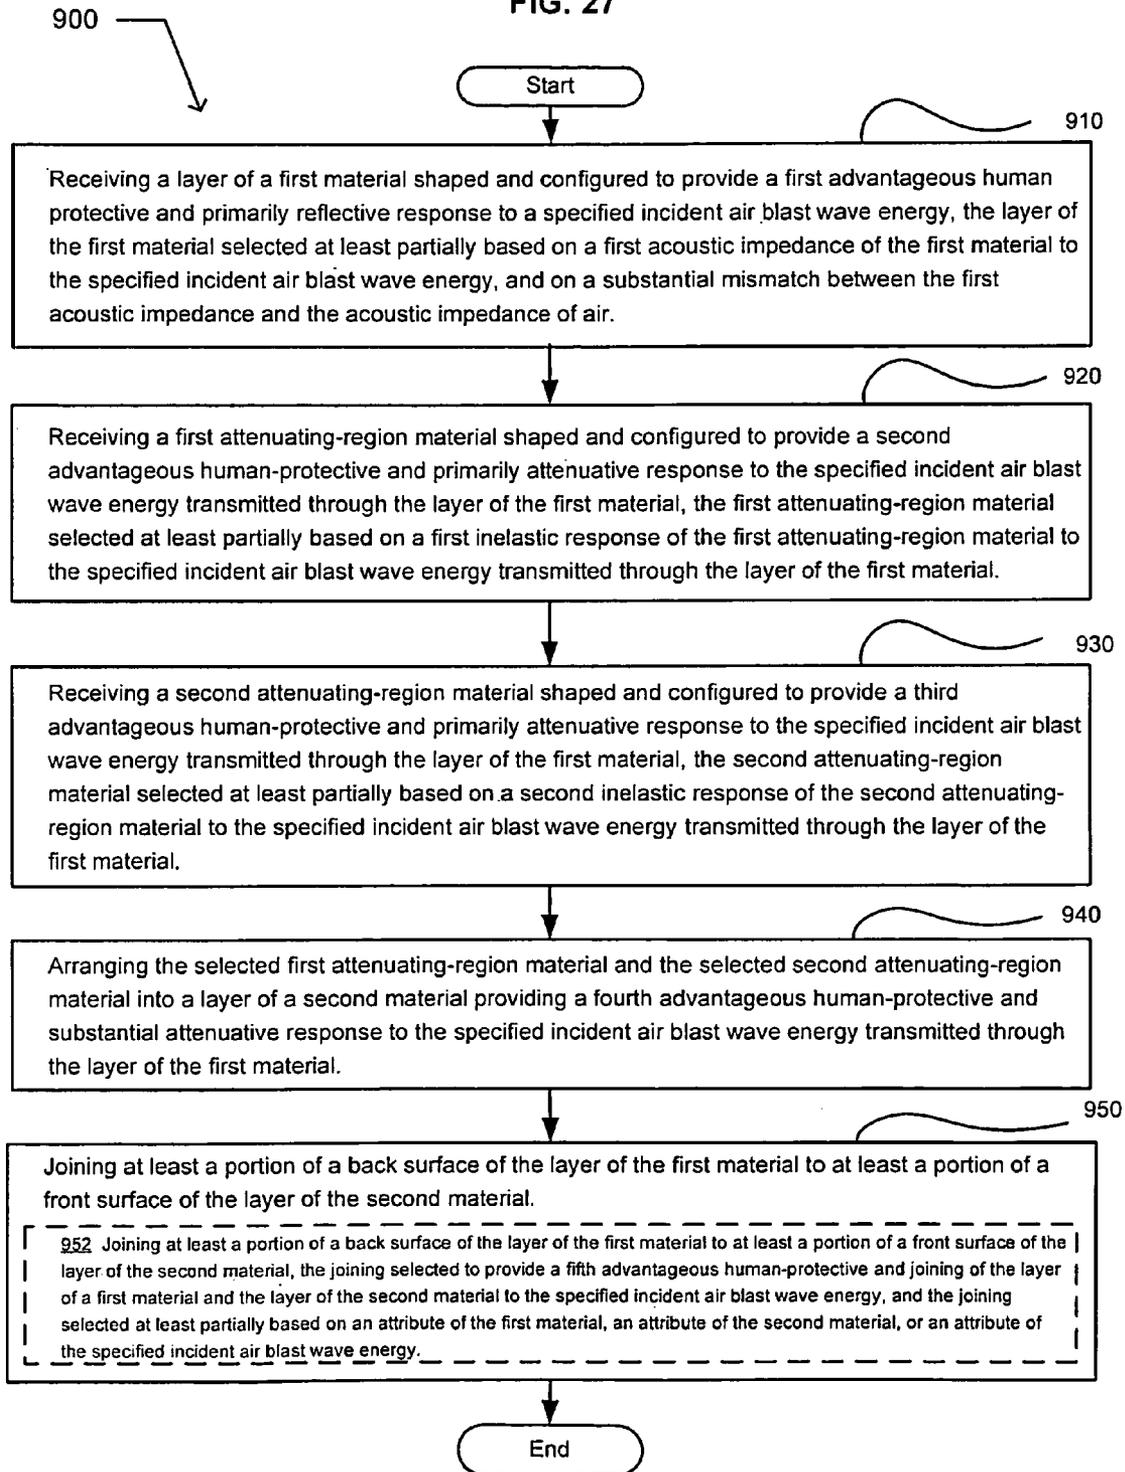 FIG. 27
900
Start
910
Receiving a layer of a first material shaped and configured to provide a first advantageous human
protective and primarily reflective response to a specified incident air blast wave energy, the layer of
the first material selected at least partially based on a first acoustic impedance of the first material to
the specified incident air blast wave energy, and on a substantial mismatch between the first
acoustic impedance and the acoustic impedance of air.
920
Receiving a first attenuating-region material shaped and configured to provide a second
advantageous human-protective and primarily attenuative response to the specified incident air blast
wave energy transmitted through the layer of the first material, the first attenuating-region material
selected at least partially based on a first inelastic response of the first attenuating-region material to
the specified incident air blast wave energy transmitted through the layer of the first material.
930
Receiving a second attenuating-region material shaped and configured to provide a third
advantageous human-protective and primarily attenuative response to the specified incident air blast
wave energy transmitted through the layer of the first material, the second attenuating-region
material selected at least partially based on a second inelastic response of the second attenuating-
region material to the specified incident air blast wave energy transmitted through the layer of the
first material.
940
Arranging the selected first attenuating-region material and the selected second attenuating-region
material into a layer of a second material providing a fourth advantageous human-protective and
substantial attenuative response to the specified incident air blast wave energy transmitted through
the layer of the first material.
950
Joining at least a portion of a back surface of the layer of the first material to at least a portion of a
front surface of the layer of the second material.
952 Joining at least a portion of a back surface of the layer of the first material to at least a portion of a front surface of the
layer of the second material, the joining selected to provide a fifth advantageous human-protective and joining of the layer
of a first material and the layer of the second material to the specified incident air blast wave energy, and the joining
selected at least partially based on an attribute of the first material, an attribute of the second material, or an attribute of
the specified incident air blast wave energy.
End